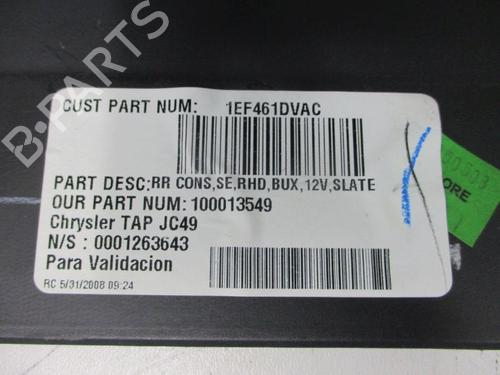 CUST PART NUM: 1EF461DVAC
PART DESC:RR CONS,SE,RHD,BUX,12V,SLATE
OUR PART NUM:100013549
Chrysler TAP JC49
N/S : 0001263643
Para Validacion
RC 5/31/2008 09:24